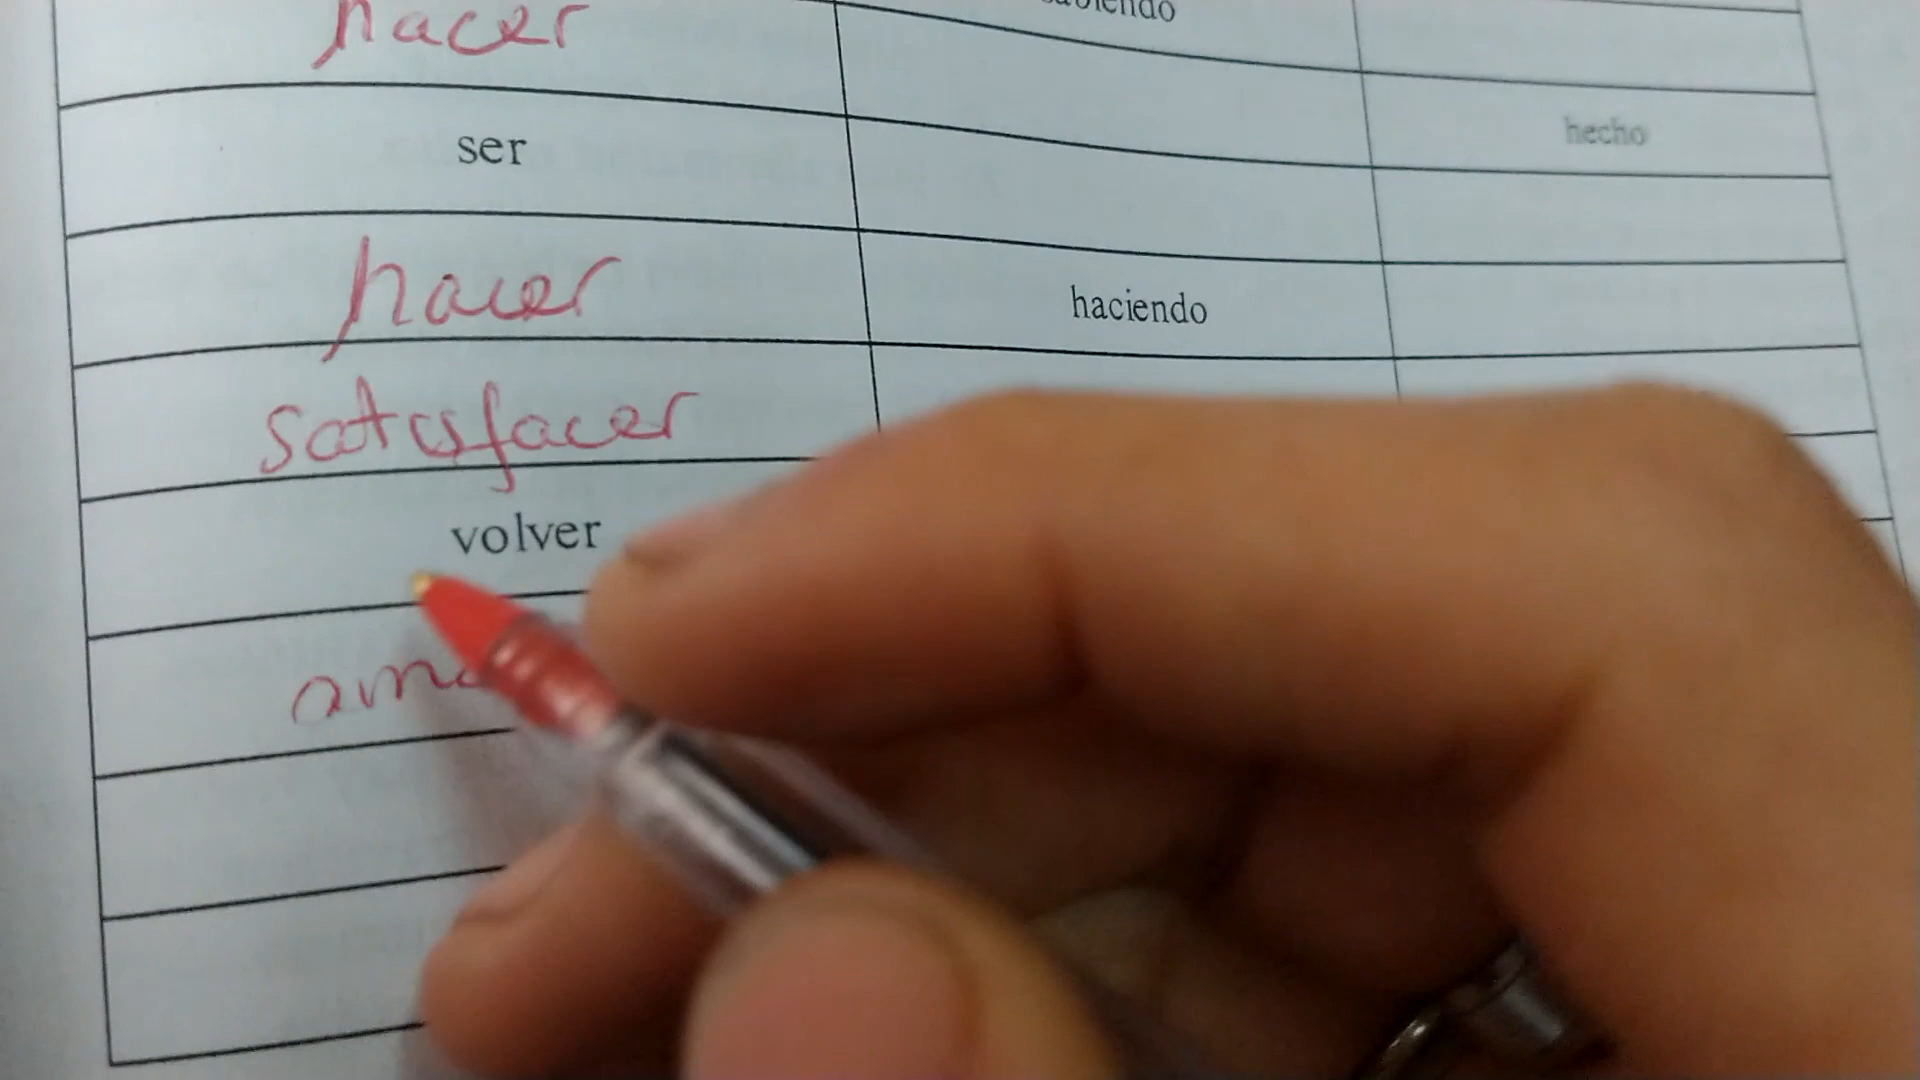 hacer
ser
hecho
hacer
haciendo
satisfacer
volver